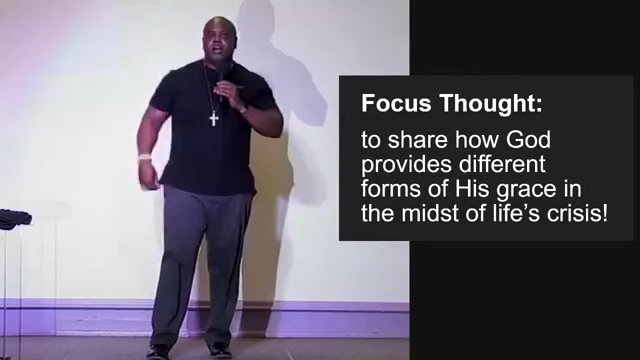 Focus Thought:
to share how God
provides different
forms of His grace in
the midst of life's crisis!